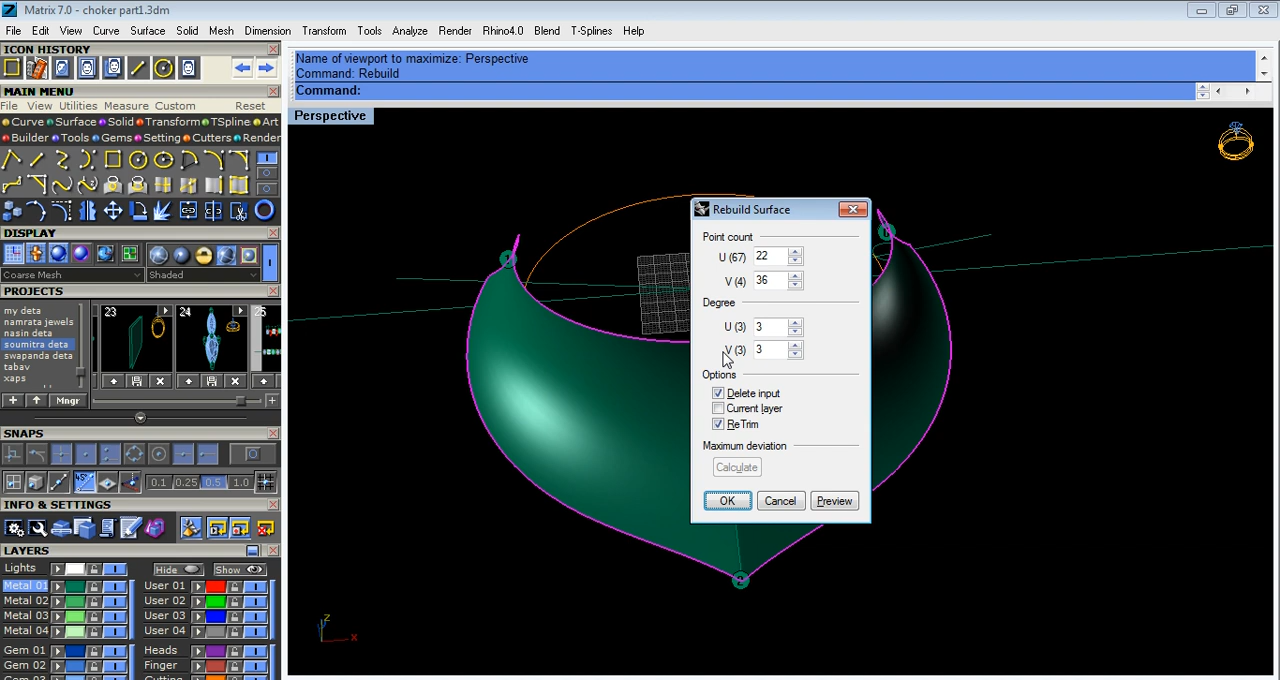 Matrix 7.0 - choker part1.3dm
File Edit View Curve Surface Solid Mesh Dimension Transform Tools Analyze Render Rhino4.0 Blend T-Splines Help
ICON HISTORY
Name of viewport to maximize: Perspective
Command: Rebuild
Command:
MAIN MENU
File View Utilities Measure Custom Reset
Curve Surface Solid Transform TSpline Art
Builder Tools Gems Setting Cutters Render
Perspective
DISPLAY
Coarse Mesh Shaded
PROJECTS
my deta
namrata jewels
nasin deta
soumitra deta
swapanda deta
tabav
xaps
23 24 25
Mngr
SNAPS
45°
0.1 0.25 0.5 1.0
INFO & SETTINGS
LAYERS
Lights Hide Show
Metal 01 User 01
Metal 02 User 02
Metal 03 User 03
Metal 04 User 04
Gem 01 Heads
Gem 02 Finger
Gem 03 Cutting
Rebuild Surface
Point count
U (67) 22
V (4) 36
Degree
U (3) 3
V (3) 3
Options
Delete input
Current layer
ReTrim
Maximum deviation
Calculate
OK Cancel Preview
1
2
z
x